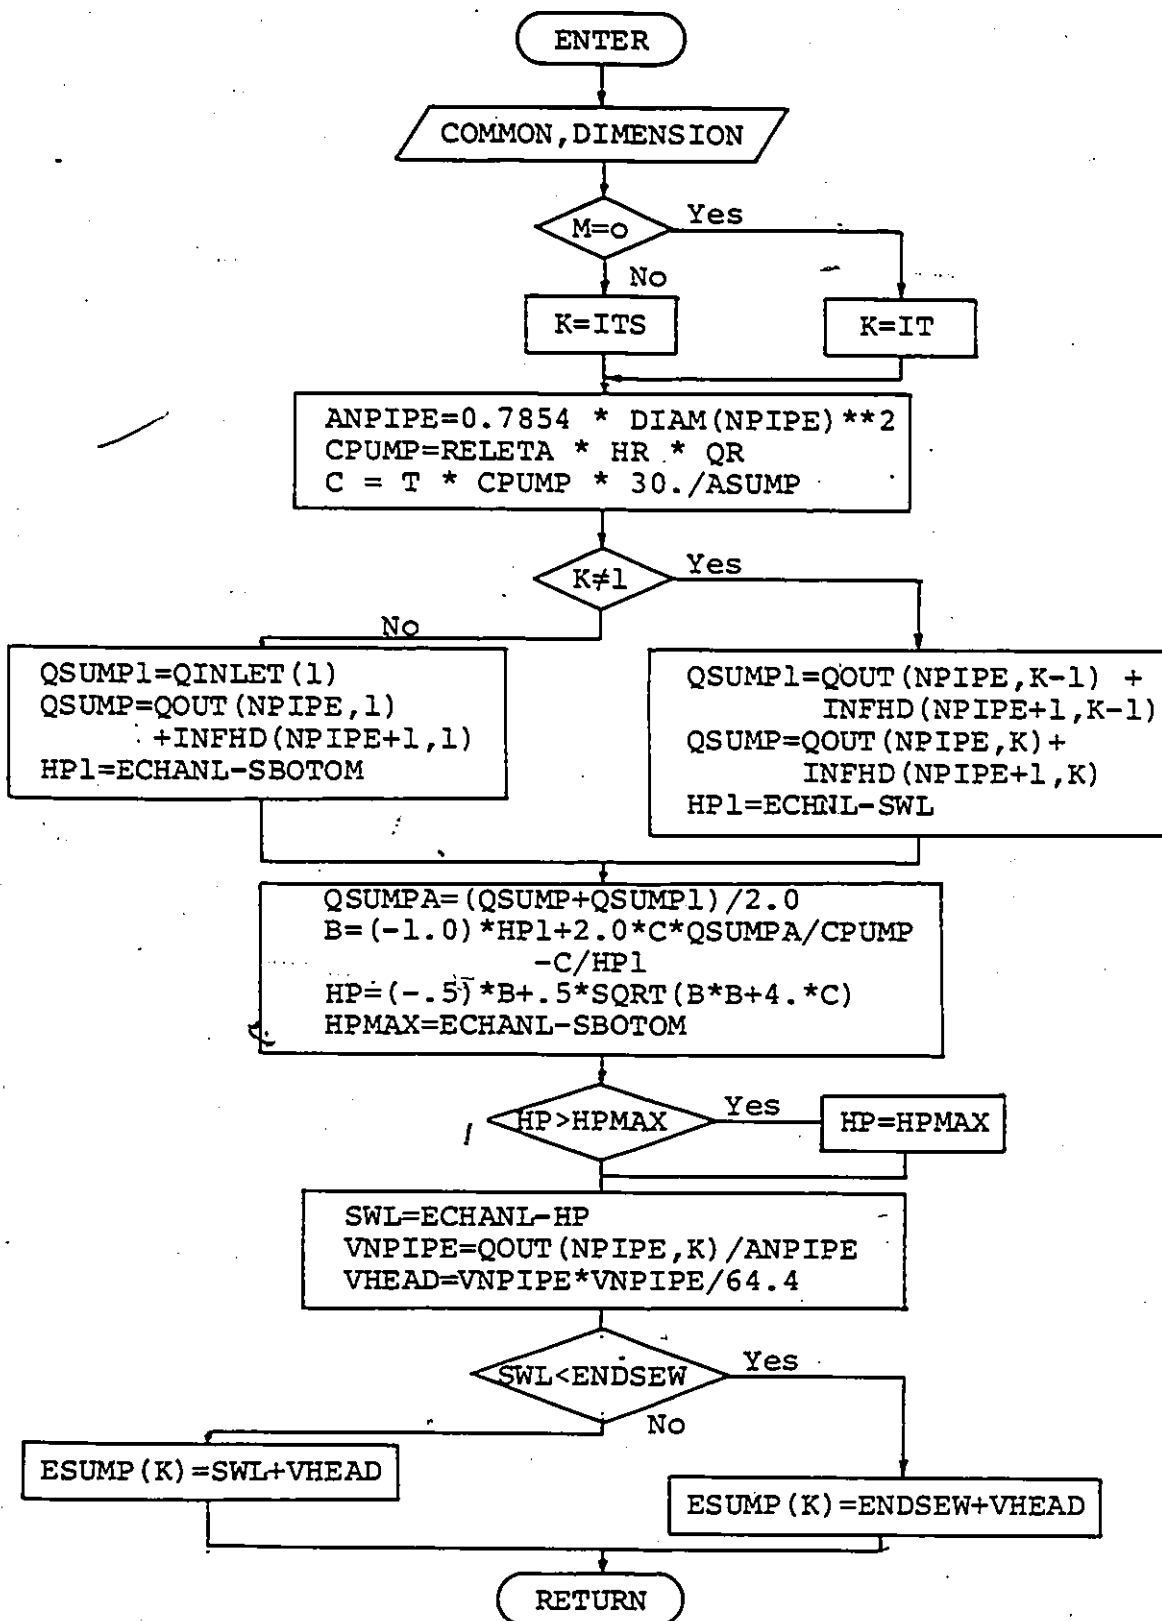 ENTER
COMMON,DIMENSION
M=o
Yes
No
K=ITS
K=IT
ANPIPE=0.7854 * DIAM(NPIPE)**2
CPUMP=RELETA * HR * QR
C = T * CPUMP * 30./ASUMP
K≠1
Yes
No
QSUMP1=QINLET(1)
QSUMP=QOUT(NPIPE,1)
+INFHD(NPIPE+1,1)
HP1=ECHANL-SBOTOM
QSUMP1=QOUT(NPIPE,K-1) +
INFHD(NPIPE+1,K-1)
QSUMP=QOUT(NPIPE,K)+
INFHD(NPIPE+1,K)
HP1=ECHNL-SWL
QSUMPA=(QSUMP+QSUMP1)/2.0
B=(-1.0)*HP1+2.0*C*QSUMPA/CPUMP
-C/HP1
HP=(-.5)*B+.5*SQRT(B*B+4.*C)
HPMAX=ECHANL-SBOTOM
HP>HPMAX
Yes
HP=HPMAX
SWL=ECHANL-HP
VNPIPE=QOUT(NPIPE,K)/ANPIPE
VHEAD=VNPIPE*VNPIPE/64.4
SWL<ENDSEW
Yes
No
ESUMP(K)=SWL+VHEAD
ESUMP(K)=ENDSEW+VHEAD
RETURN